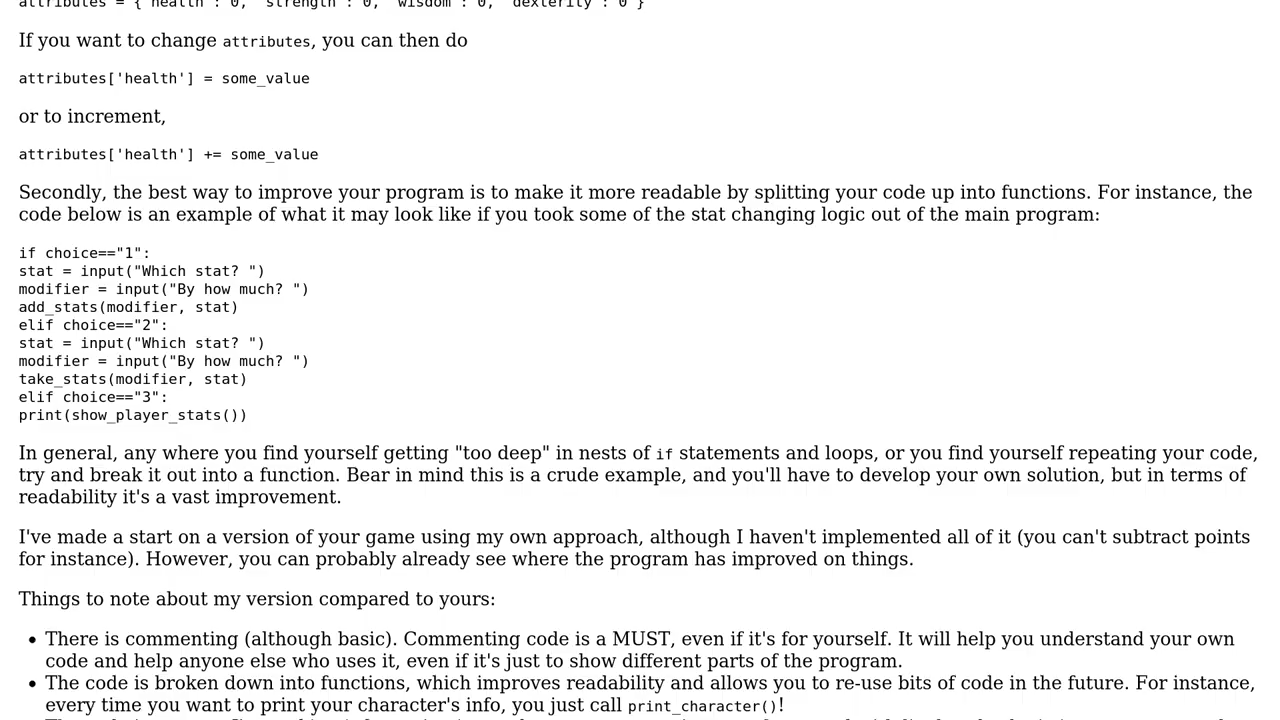 attributes = {'health': 0, 'strength': 0, 'wisdom': 0, 'dexterity': 0 }
If you want to change attributes, you can then do
attributes['health'] = some_value
or to increment,
attributes['health'] += some_value
Secondly, the best way to improve your program is to make it more readable by splitting your code up into functions. For instance, the
code below is an example of what it may look like if you took some of the stat changing logic out of the main program:
if choice=="1":
stat = input("Which stat? ")
modifier = input("By how much? ")
add_stats(modifier, stat)
elif choice=="2":
stat = input("Which stat? ")
modifier = input("By how much? ")
take_stats(modifier, stat)
elif choice=="3":
print(show_player_stats())
In general, any where you find yourself getting "too deep" in nests of if statements and loops, or you find yourself repeating your code,
try and break it out into a function. Bear in mind this is a crude example, and you'll have to develop your own solution, but in terms of
readability it's a vast improvement.
I've made a start on a version of your game using my own approach, although I haven't implemented all of it (you can't subtract points
for instance). However, you can probably already see where the program has improved on things.
Things to note about my version compared to yours:
• There is commenting (although basic). Commenting code is a MUST, even if it's for yourself. It will help you understand your own
code and help anyone else who uses it, even if it's just to show different parts of the program.
• The code is broken down into functions, which improves readability and allows you to re-use bits of code in the future. For instance,
every time you want to print your character's info, you just call print_character()!